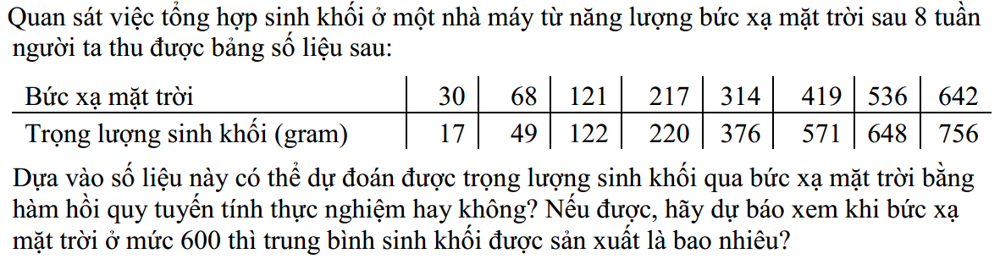 Quan sát việc tổng hợp sinh khối ở một nhà máy từ năng lượng bức xạ mặt trời sau 8 tuần
người ta thu được bảng số liệu sau:
Bức xạ mặt trời 30 68 121 217 314 419 536 642
Trọng lượng sinh khối (gram) 17 49 122 220 376 571 648 756
Dựa vào số liệu này có thể dự đoán được trọng lượng sinh khối qua bức xạ mặt trời bằng
hàm hồi quy tuyến tính thực nghiệm hay không? Nếu được, hãy dự báo xem khi bức xạ
mặt trời ở mức 600 thì trung bình sinh khối được sản xuất là bao nhiêu?